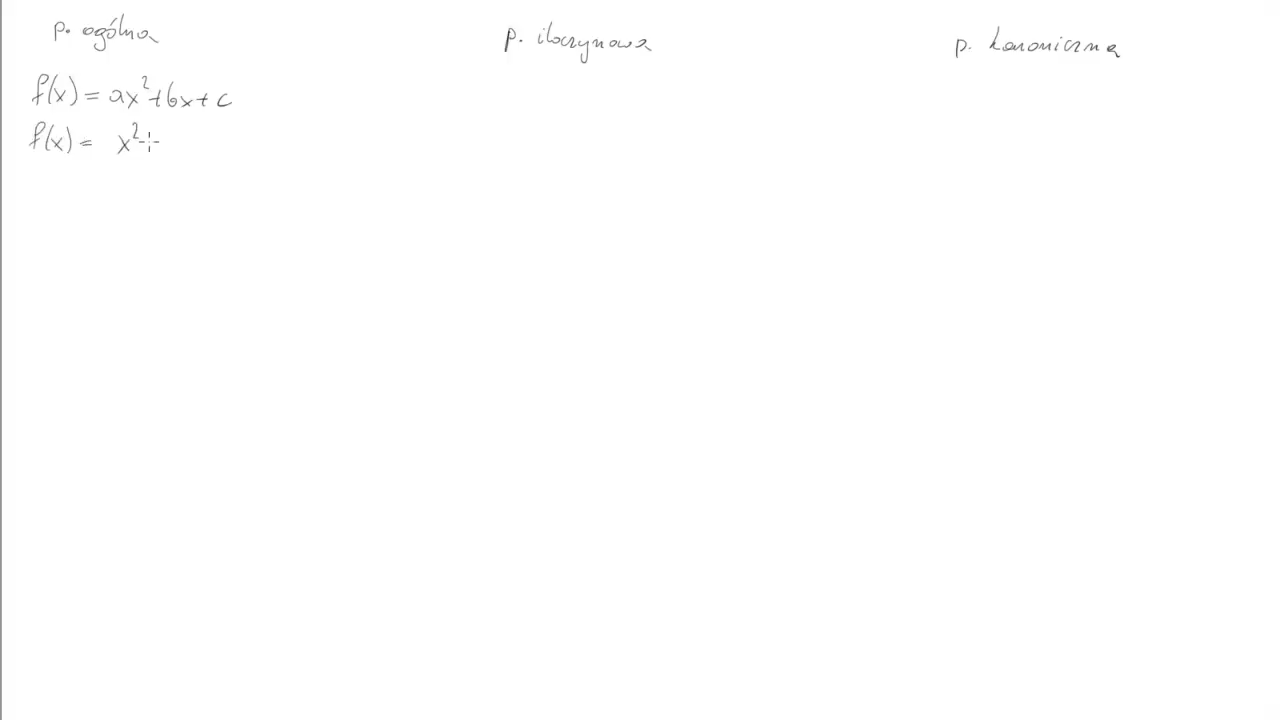 p. ogólna
p. iloczynowa
p. kanoniczna
f(x) = ax²+bx+c
f(x) = x²+